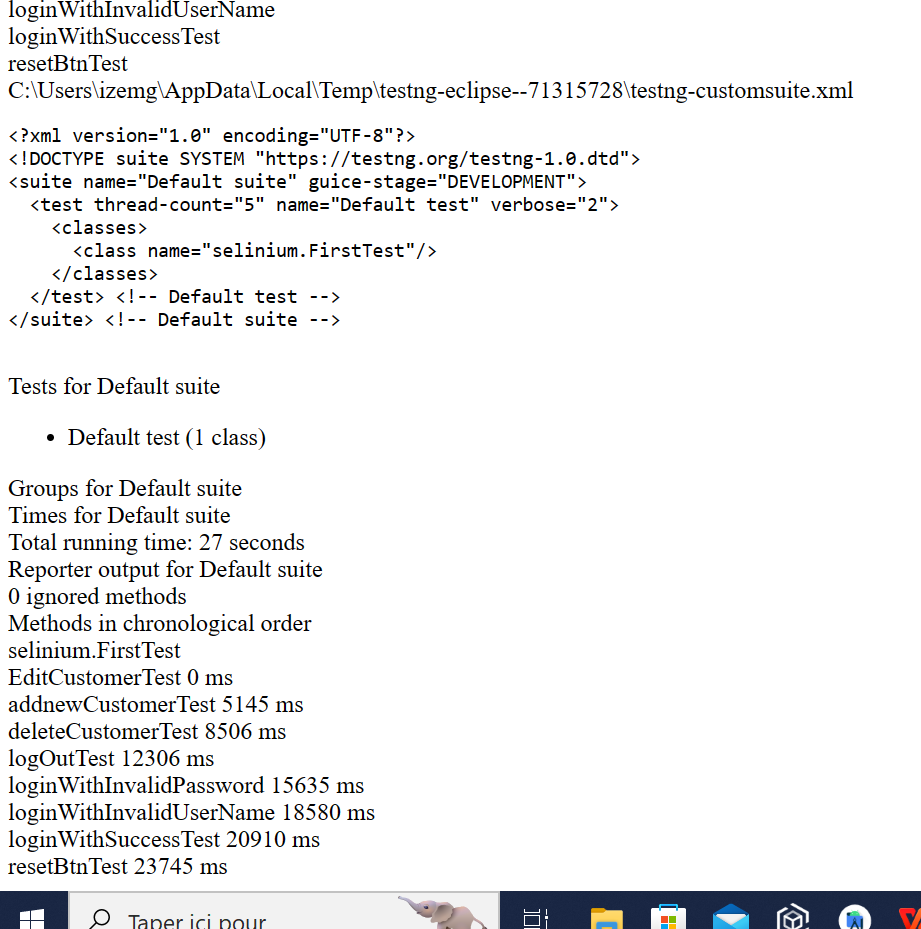 loginWithInvalidUserName
loginWithSuccessTest
resetBtnTest
C:\Users\izemg\AppData\Local\Temp\testng-eclipse--71315728\testng-customsuite.xml
<?xml version="1.0" encoding="UTF-8"?>
<!DOCTYPE suite SYSTEM "https://testng.org/testng-1.0.dtd">
<suite name="Default suite" guice-stage="DEVELOPMENT">
  <test thread-count="5" name="Default test" verbose="2">
    <classes>
      <class name="selinium.FirstTest"/>
    </classes>
  </test> <!-- Default test -->
</suite> <!-- Default suite -->
Tests for Default suite
• Default test (1 class)
Groups for Default suite
Times for Default suite
Total running time: 27 seconds
Reporter output for Default suite
0 ignored methods
Methods in chronological order
selinium.FirstTest
EditCustomerTest 0 ms
addnewCustomerTest 5145 ms
deleteCustomerTest 8506 ms
logOutTest 12306 ms
loginWithInvalidPassword 15635 ms
loginWithInvalidUserName 18580 ms
loginWithSuccessTest 20910 ms
resetBtnTest 23745 ms
Taper ici pour